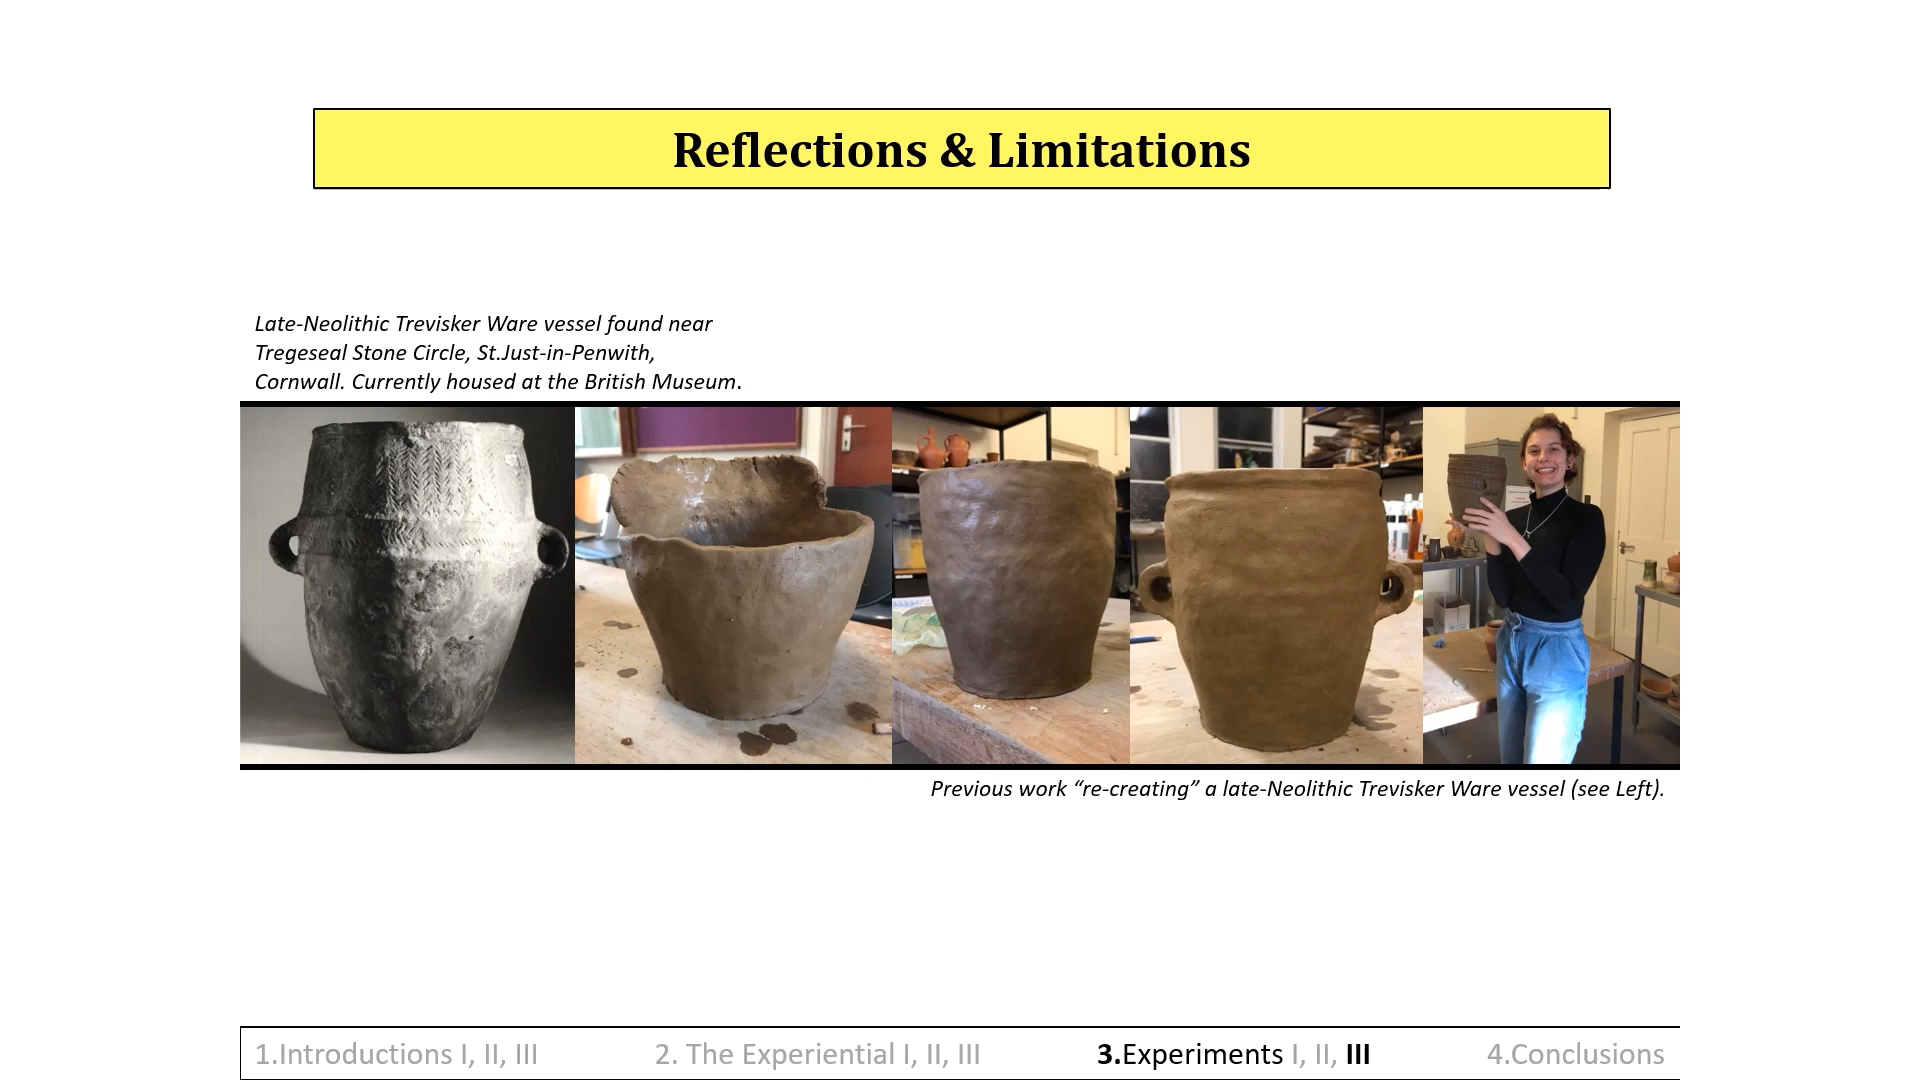 Reflections & Limitations
Late-Neolithic Trevisker Ware vessel found near
Tregeseal Stone Circle, St.Just-in-Penwith,
Cornwall. Currently housed at the British Museum.
Previous work “re-creating” a late-Neolithic Trevisker Ware vessel (see Left).
1.Introductions I, II, III 2. The Experiential I, II, III 3.Experiments I, II, III 4.Conclusions